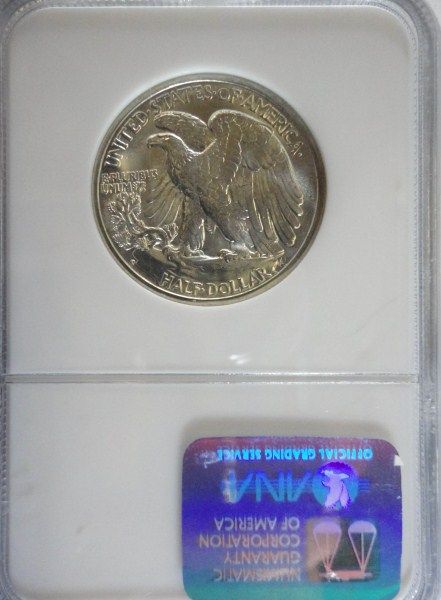 UNITED·STATES·OF·AMERICA
E·PLURIBUS
UNUM
HALF·DOLLAR
NUMISMATIC
GUARANTY
CORPORATION
OF AMERICA
ANA
OFFICIAL GRADING SERVICE